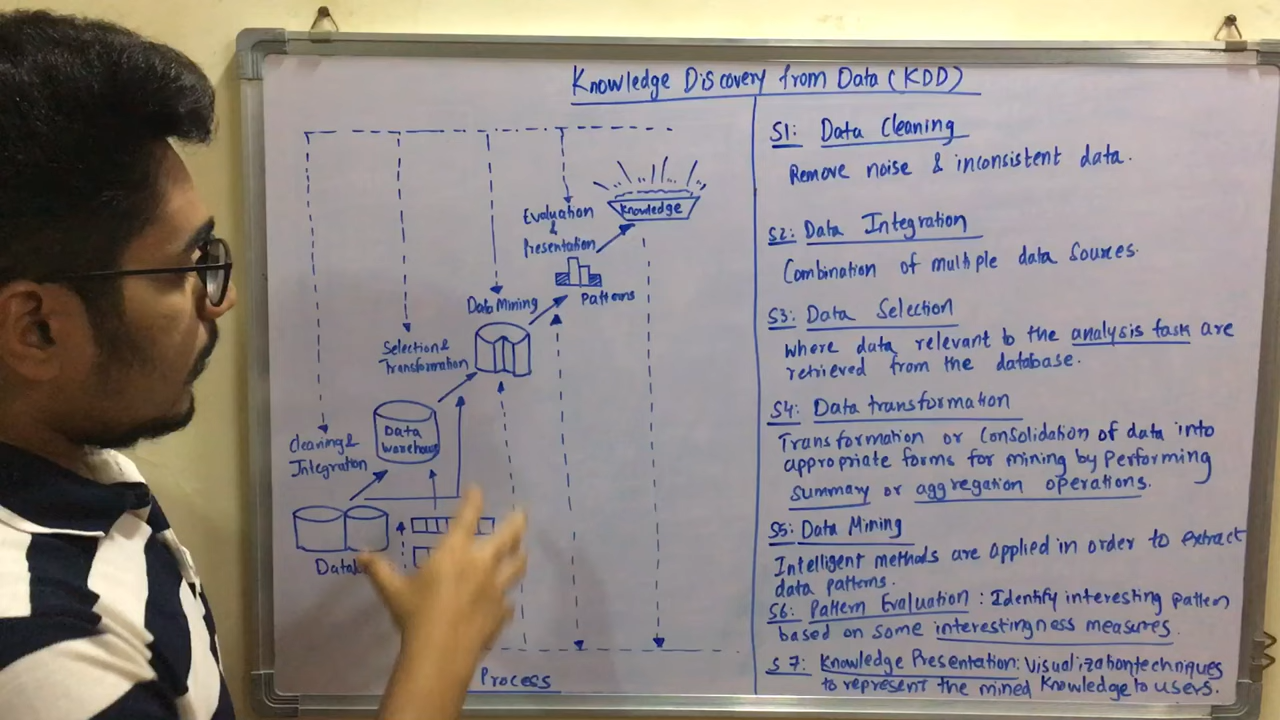 Knowledge Discovery from Data (KDD)
Knowledge
Evaluation
&
Presentation
Patterns
Data Mining
Selection &
Transformation
Data
warehouse
Cleaning &
Integration
Process
S1: Data Cleaning
Remove noise & inconsistent data.
S2: Data Integration
Combination of multiple data sources.
S3: Data Selection
where data relevant to the analysis task are
retrieved from the database.
S4: Data transformation
Transformation or Consolidation of data into
appropriate forms for mining by performing
summary or aggregation operations.
S5: Data Mining
Intelligent methods are applied in order to extract
data patterns.
S6: Pattern Evaluation: Identify interesting pattern
based on some interestingness measures.
S7: Knowledge Presentation: Visualization techniques
to represent the mined Knowledge to users.